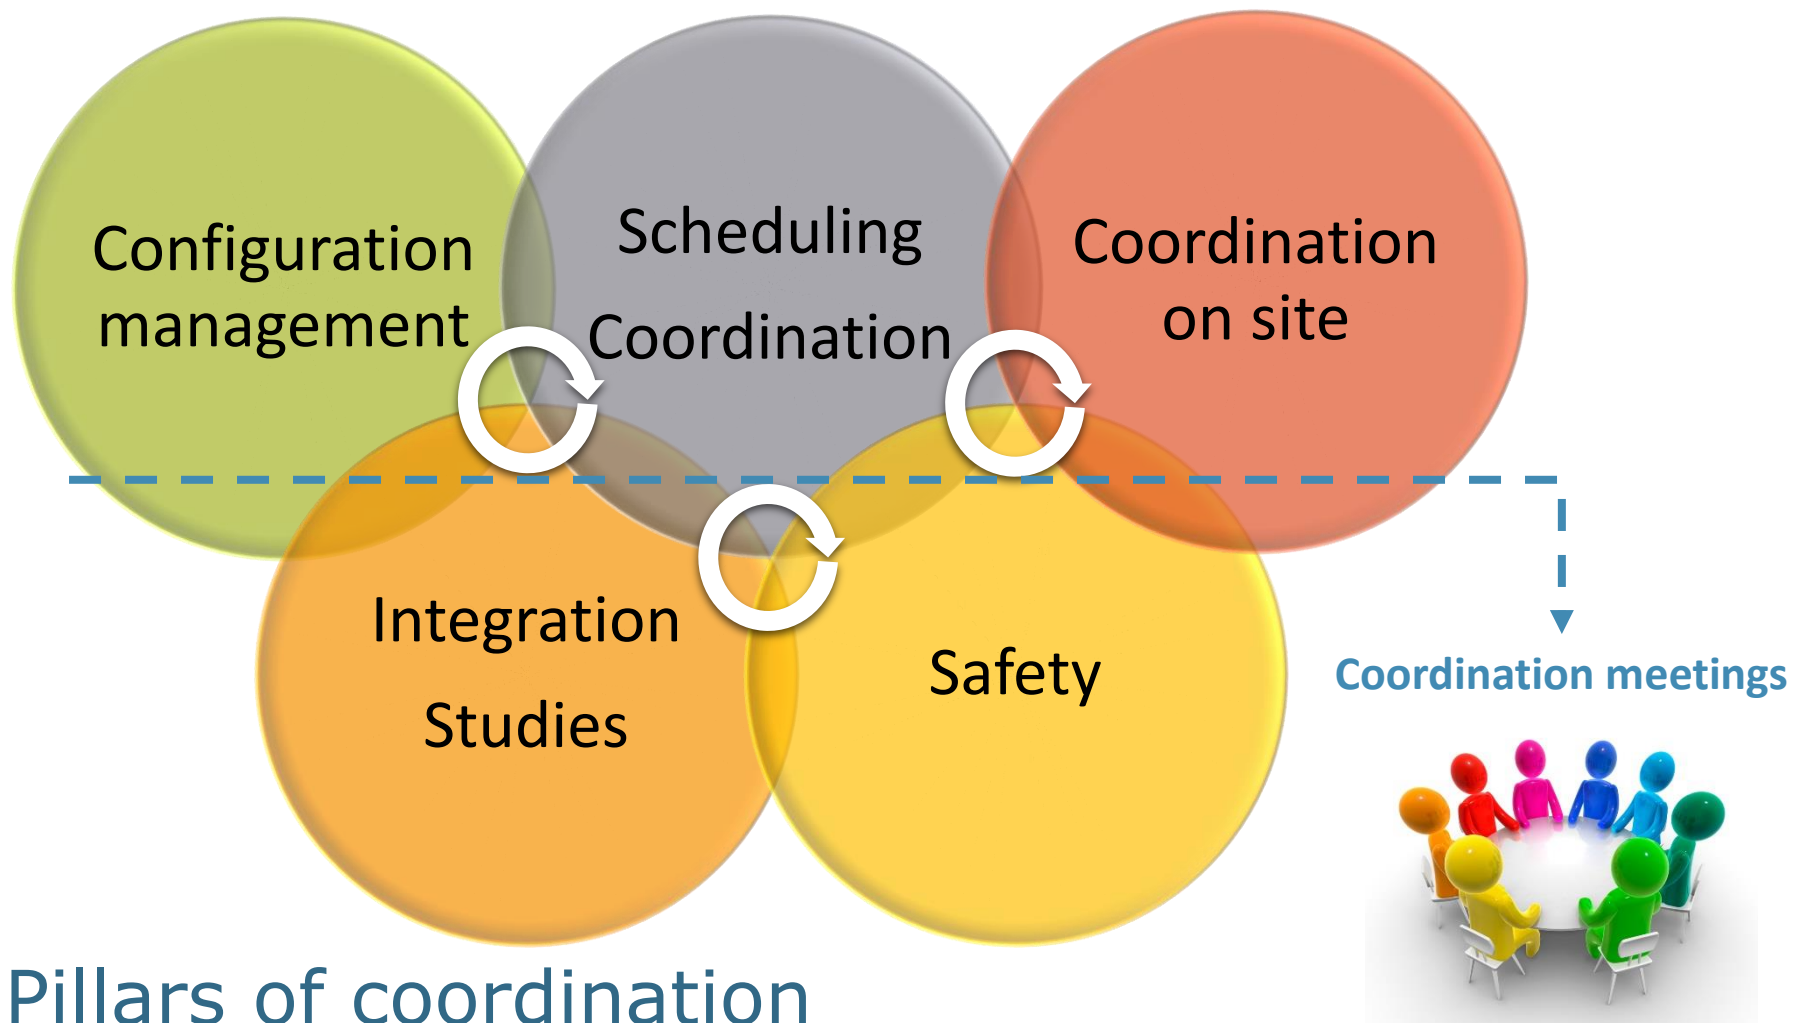 Configuration
management
Scheduling
Coordination
Coordination
on site
Integration
Studies
Safety
Coordination meetings
Pillars of coordination